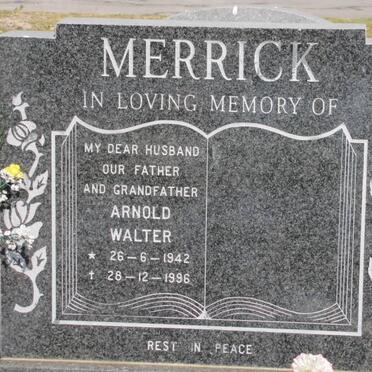 MERRICK
IN LOVING MEMORY OF
MY DEAR HUSBAND
OUR FATHER
AND GRANDFATHER
ARNOLD
WALTER
★ 26-6-1942
✝ 28-12-1996
REST IN PEACE